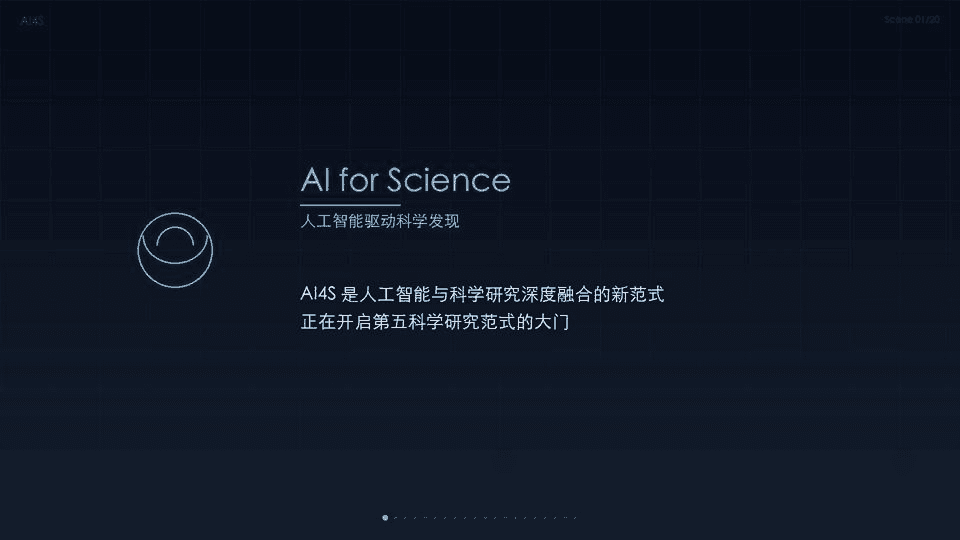 AI4S
Scene 01/20
AI for Science
人工智能驱动科学发现
AI4S 是人工智能与科学研究深度融合的新范式
正在开启第五科学研究范式的大门